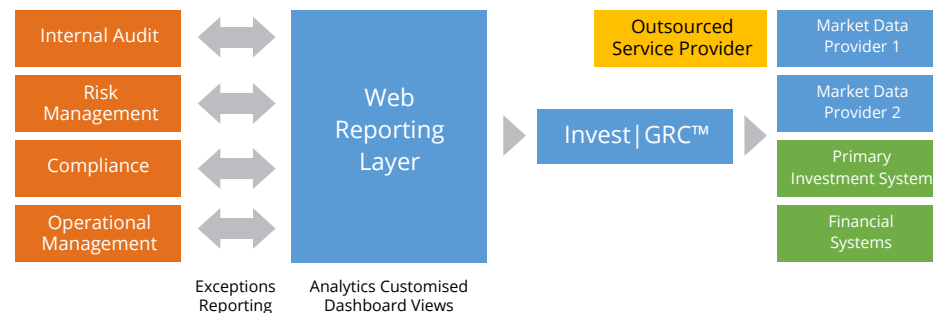 Internal Audit
Risk
Management
Compliance
Operational
Management
Exceptions
Reporting
Web
Reporting
Layer
Analytics Customised
Dashboard Views
Invest|GRC™
Outsourced
Service Provider
Market Data
Provider 1
Market Data
Provider 2
Primary
Investment System
Financial
Systems